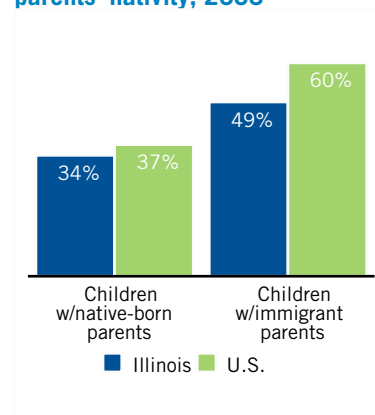 60%
49%
37%
34%
Children
w/native-born
parents
Children
w/immigrant
parents
Illinois U.S.